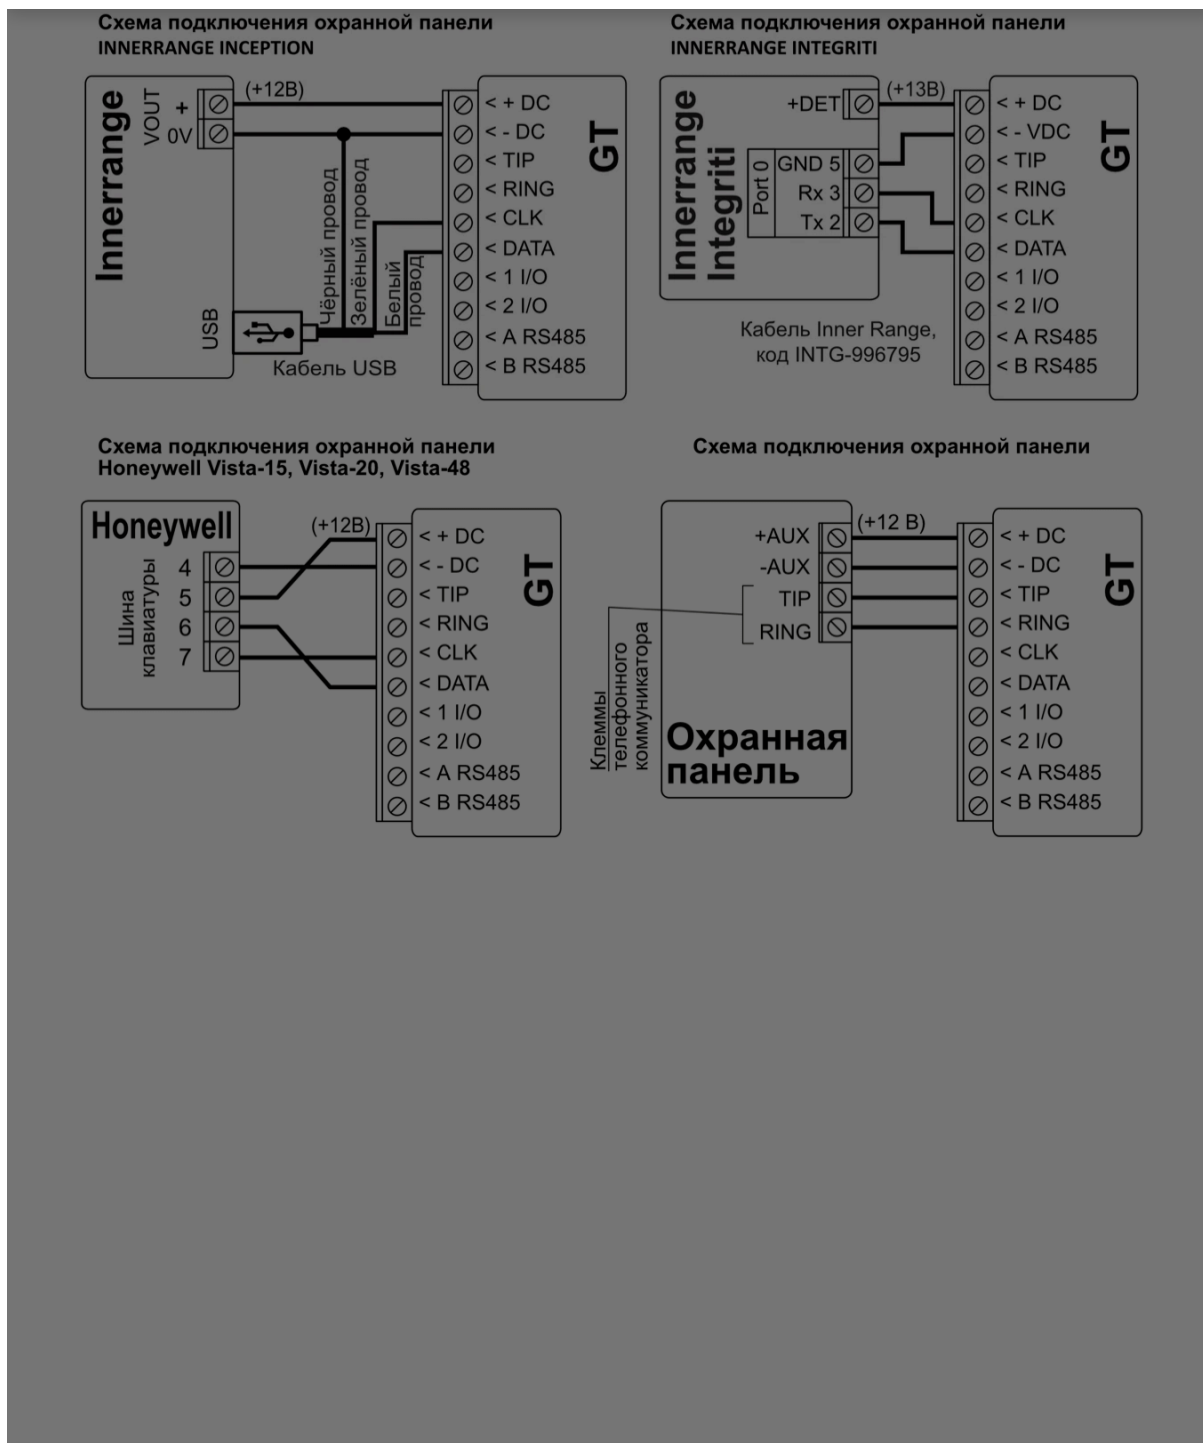 Схема подключения охранной панели
INNERRANGE INCEPTION
Innerrange
VOUT
+
0V
(+12В)
USB
Чёрный провод
Зелёный провод
Белый
провод
Кабель USB
< + DC
< - DC
< TIP
< RING
< CLK
< DATA
< 1 I/O
< 2 I/O
< A RS485
< B RS485
GT
Схема подключения охранной панели
INNERRANGE INTEGRITI
Innerrange
Integriti
+DET
(+13В)
Port 0
GND 5
Rx 3
Tx 2
Кабель Inner Range,
код INTG-996795
< + DC
< - VDC
< TIP
< RING
< CLK
< DATA
< 1 I/O
< 2 I/O
< A RS485
< B RS485
GT
Схема подключения охранной панели
Honeywell Vista-15, Vista-20, Vista-48
Honeywell
Шина
клавиатуры
4
5
6
7
(+12В)
< + DC
< - DC
< TIP
< RING
< CLK
< DATA
< 1 I/O
< 2 I/O
< A RS485
< B RS485
GT
Схема подключения охранной панели
+AUX
-AUX
TIP
RING
(+12 В)
Клеммы
телефонного
коммуникатора
Охранная
панель
< + DC
< - DC
< TIP
< RING
< CLK
< DATA
< 1 I/O
< 2 I/O
< A RS485
< B RS485
GT